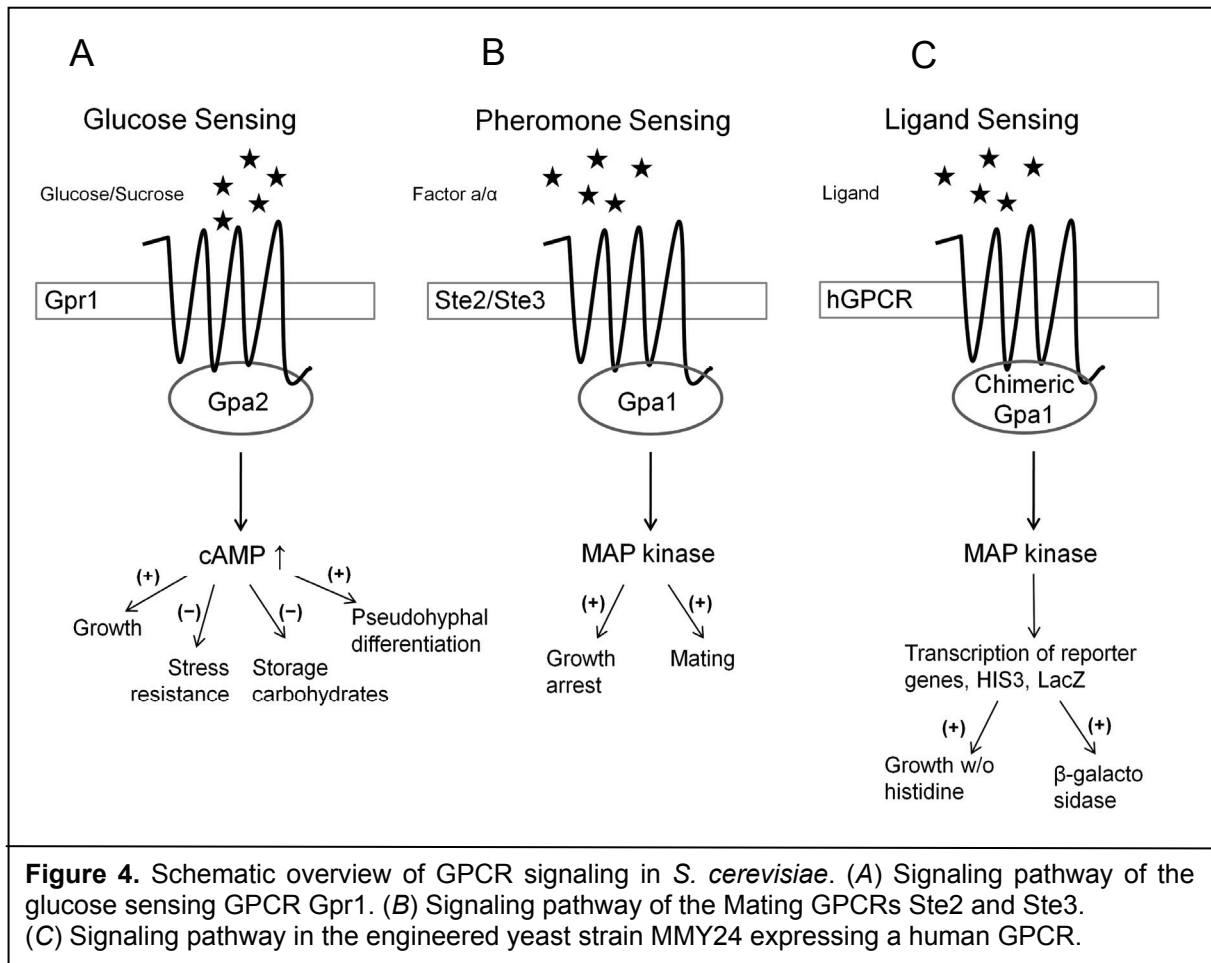 A
Glucose Sensing
Glucose/Sucrose
Gpr1
Gpa2
cAMP ↑
(+)
(−)
(−)
(+)
Growth
Stress
resistance
Storage
carbohydrates
Pseudohyphal
differentiation
B
Pheromone Sensing
Factor a/α
Ste2/Ste3
Gpa1
MAP kinase
(+)
(+)
Growth
arrest
Mating
C
Ligand Sensing
Ligand
hGPCR
Chimeric
Gpa1
MAP kinase
Transcription of reporter
genes, HIS3, LacZ
(+)
(+)
Growth w/o
histidine
β-galacto
sidase
Figure 4. Schematic overview of GPCR signaling in S. cerevisiae. (A) Signaling pathway of the
glucose sensing GPCR Gpr1. (B) Signaling pathway of the Mating GPCRs Ste2 and Ste3.
(C) Signaling pathway in the engineered yeast strain MMY24 expressing a human GPCR.